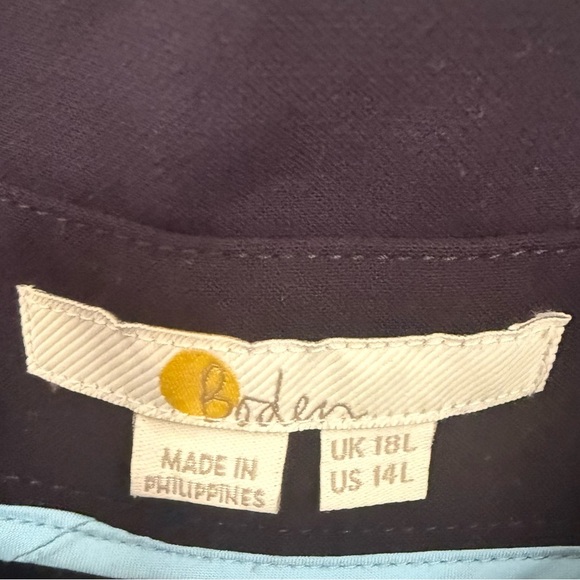 Boden
MADE IN
PHILIPPINES
UK 18L
US 14L